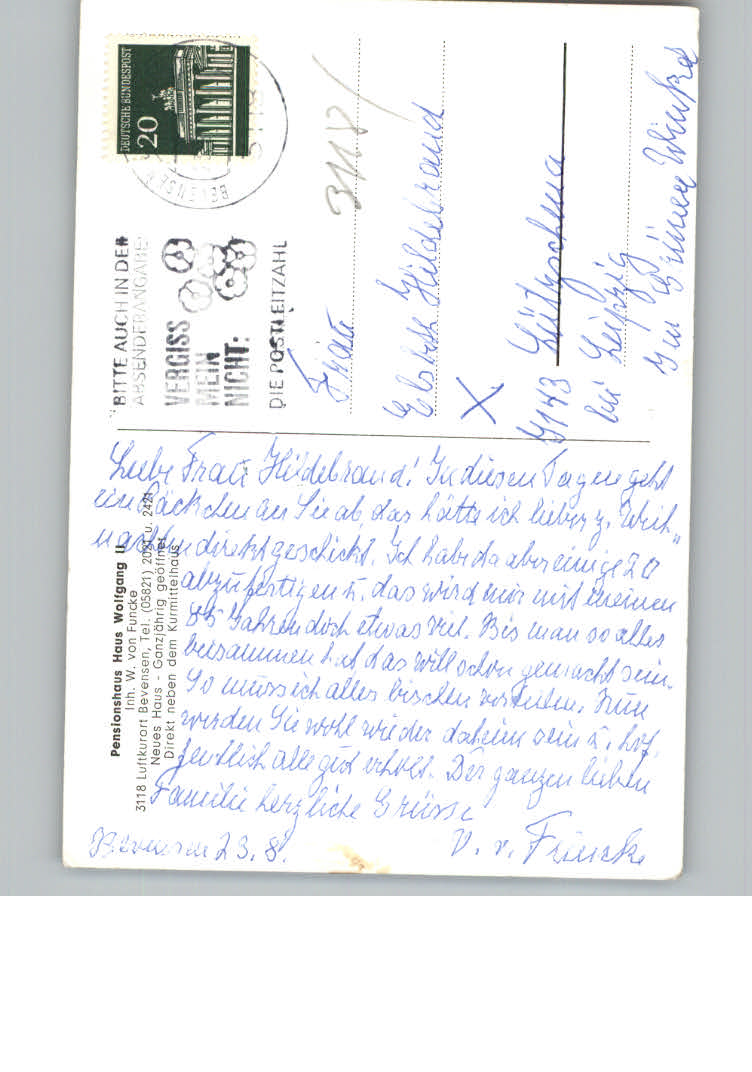 Pensionshaus Haus Wolfgang II
Inh. W. von Funcke
3118 Luftkurort Bevensen, Tel. (05821) 2021 u. 2421
Neues Haus - Ganzjährig geöffnet
Direkt neben dem Kurmittelhaus
Liebe Frau Hildebrand! In diesen Tagen geht
ein Päckchen an Sie ab, das hätte ich lieber z. Weih„
nachten direkt geschickt. Ich habe da aber einige 20
abzufertigen u. das wird mir mit meinen
85 Jahren doch etwas viel. Bis man so alles
beisammen hat das will schon gemacht sein.
So muss ich alles bischen verteilen. Nun
werden Sie wohl wieder daheim sein u. hof„
fentlich alle gut erholt. Der ganzen lieben
Familie herzliche Grüsse
Bevensen 23.8. V. v. Funcke
BITTE AUCH IN DER
ABSENDERANGABE
VERGISS
MEIN
NICHT:
DIE POSTLEITZAHL
BEVENSEN
3118
DEUTSCHE BUNDESPOST
20
3118
Frau
Elsbeth Hildebrand
X
7143 Lützschena
bei Leipzig
Im Grünen Winkel